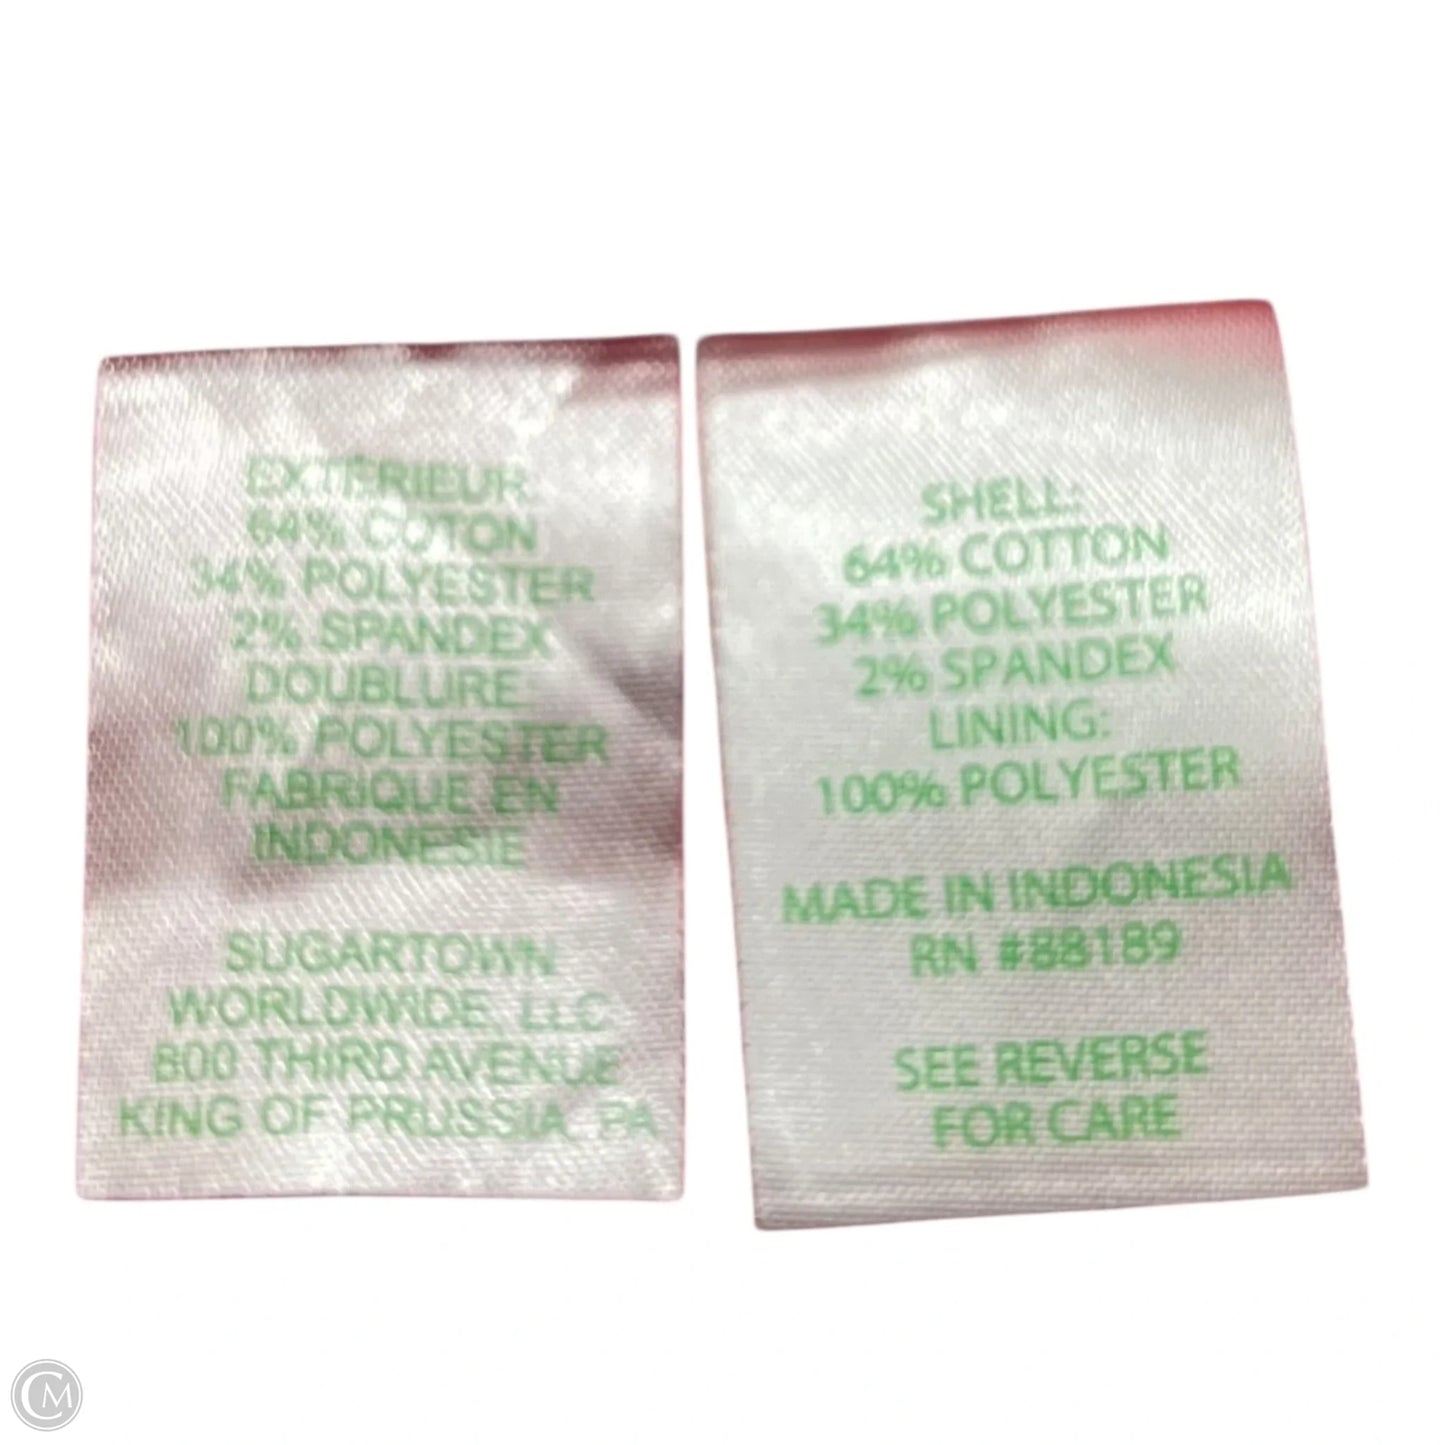 EXTERIEUR:
64% COTON
34% POLYESTER
2% SPANDEX
DOUBLURE:
100% POLYESTER
FABRIQUE EN
INDONESIE
SUGARTOWN
WORLDWIDE, LLC
800 THIRD AVENUE
KING OF PRUSSIA, PA
SHELL:
64% COTTON
34% POLYESTER
2% SPANDEX
LINING:
100% POLYESTER
MADE IN INDONESIA
RN #88189
SEE REVERSE
FOR CARE
CM